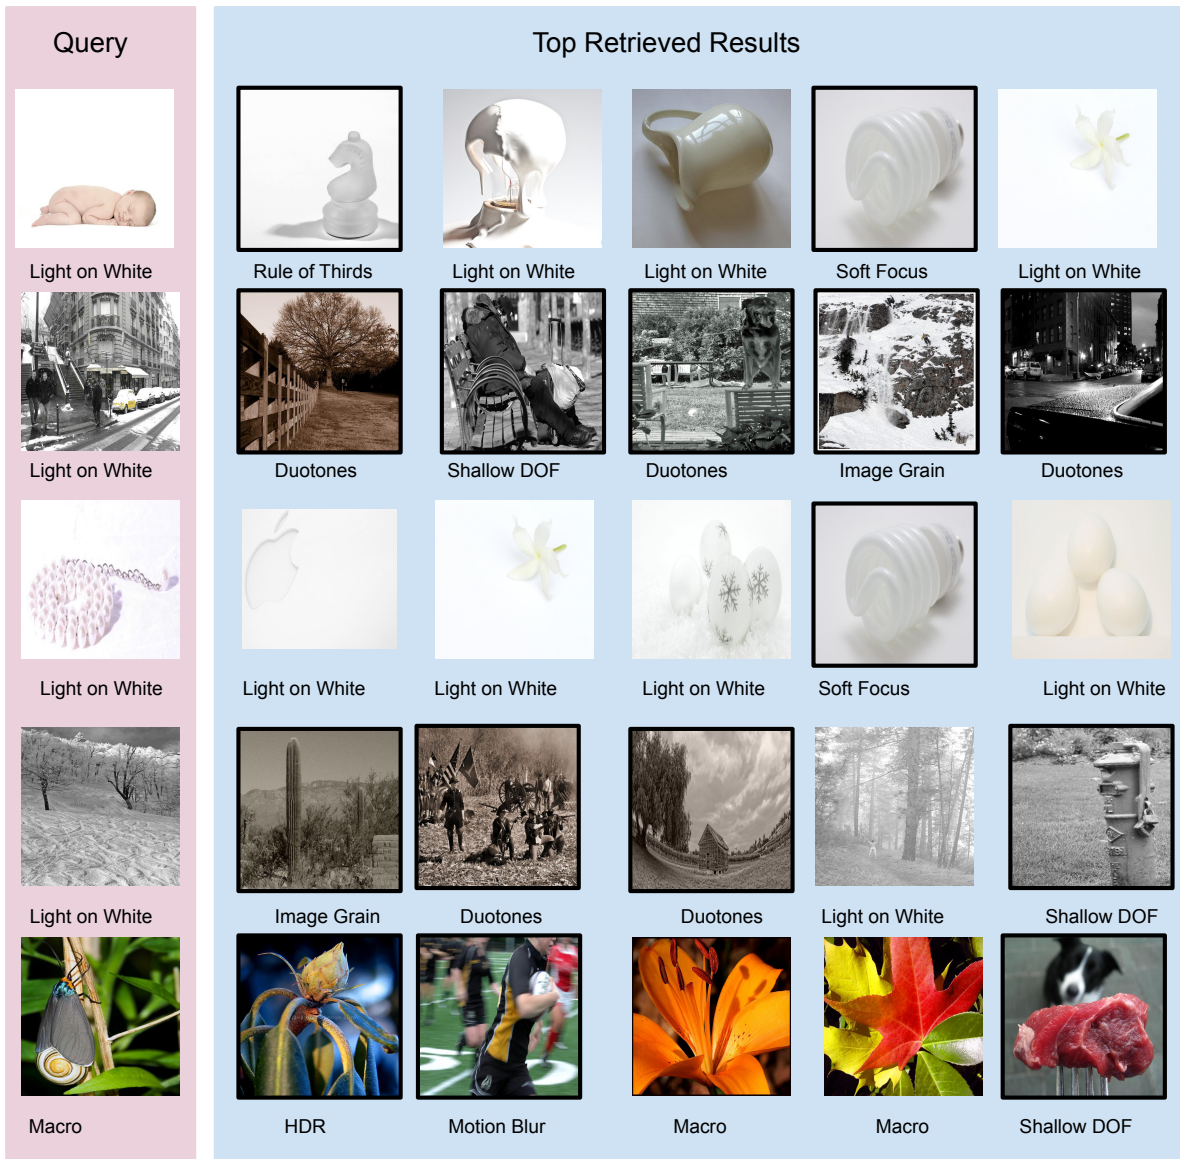 Query
Top Retrieved Results
Light on White
Rule of Thirds
Light on White
Light on White
Soft Focus
Light on White
Light on White
Duotones
Shallow DOF
Duotones
Image Grain
Duotones
Light on White
Light on White
Light on White
Light on White
Soft Focus
Light on White
Light on White
Image Grain
Duotones
Duotones
Light on White
Shallow DOF
Macro
HDR
Motion Blur
Macro
Macro
Shallow DOF